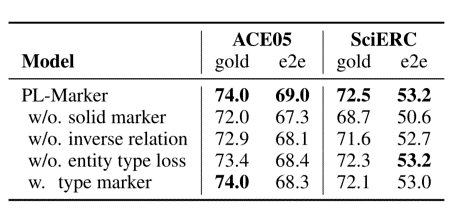 ACE05 SciERC
Model gold e2e gold e2e
PL-Marker 74.0 69.0 72.5 53.2
w/o. solid marker 72.0 67.3 68.7 50.6
w/o. inverse relation 72.9 68.1 71.6 52.7
w/o. entity type loss 73.4 68.4 72.3 53.2
w. type marker 74.0 68.3 72.1 53.0